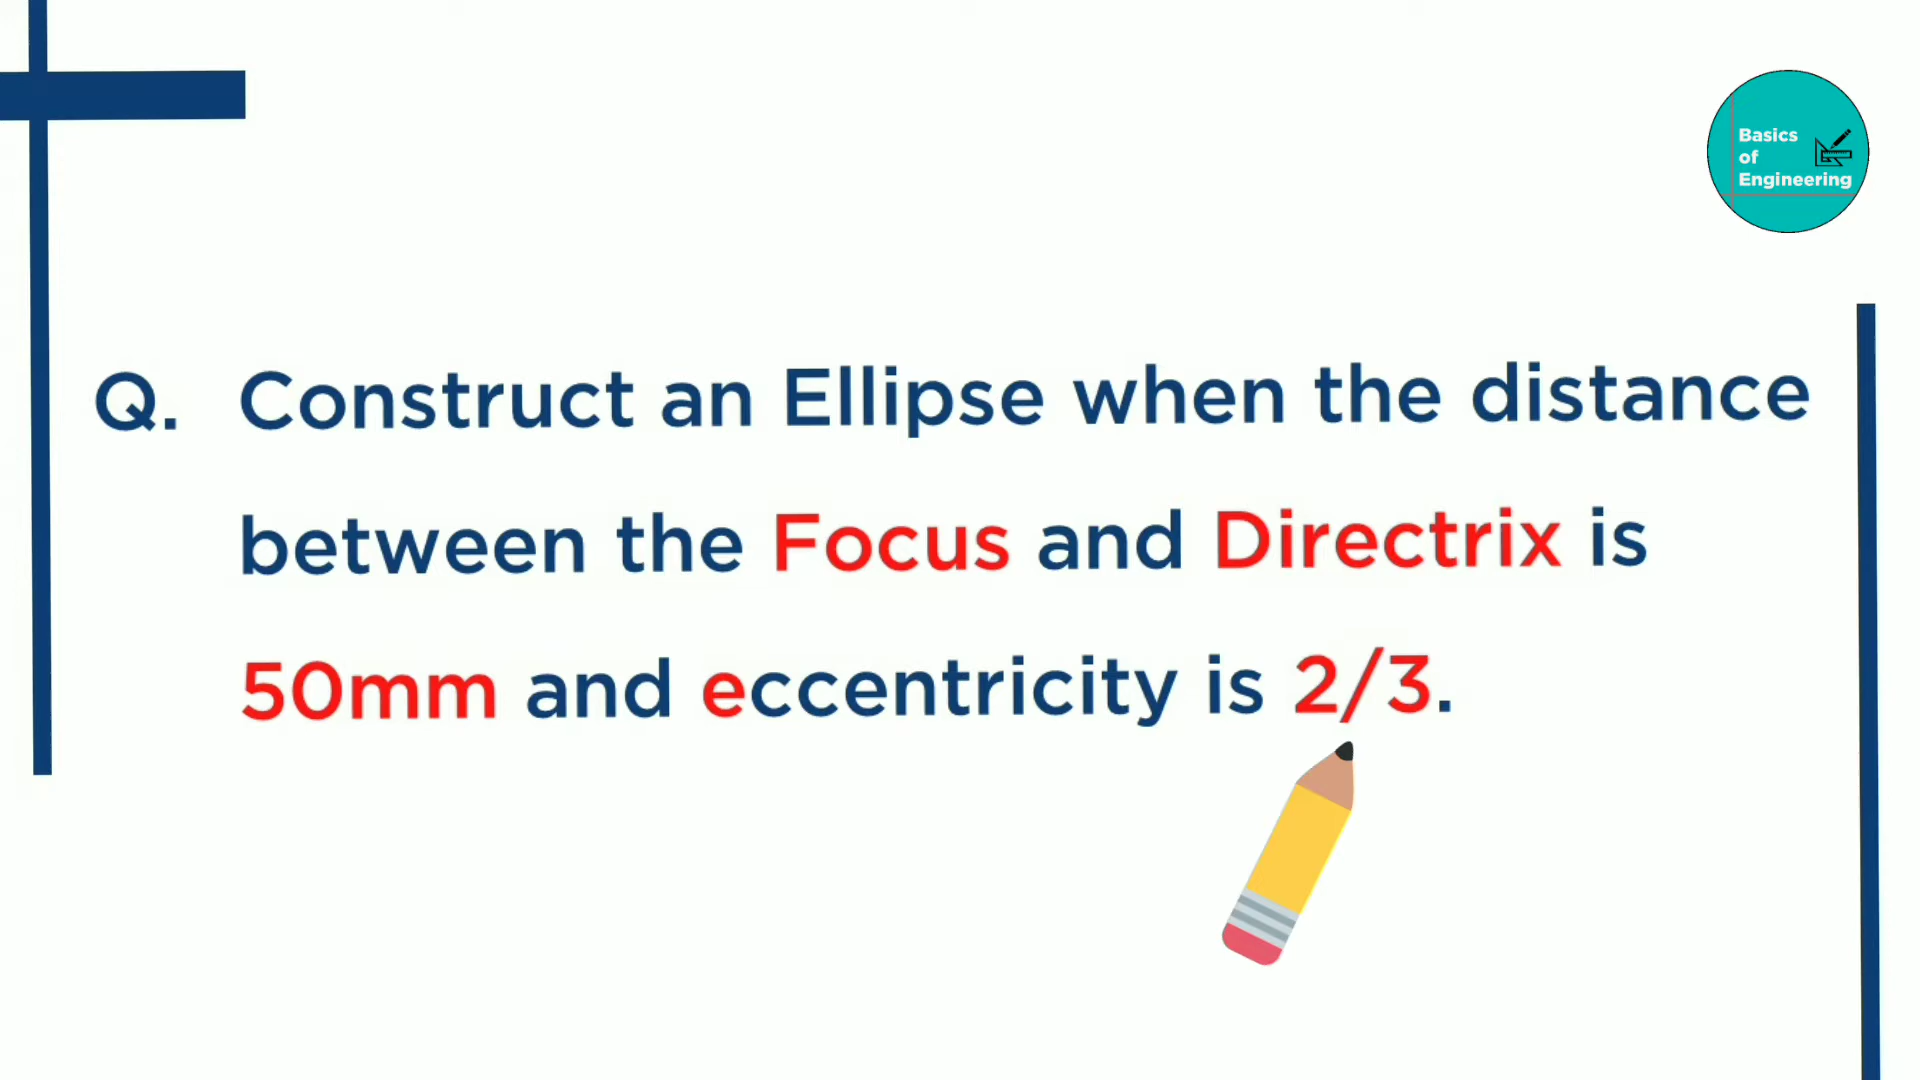 Basics
of
Engineering
Q. Construct an Ellipse when the distance
between the Focus and Directrix is
50mm and eccentricity is 2/3.